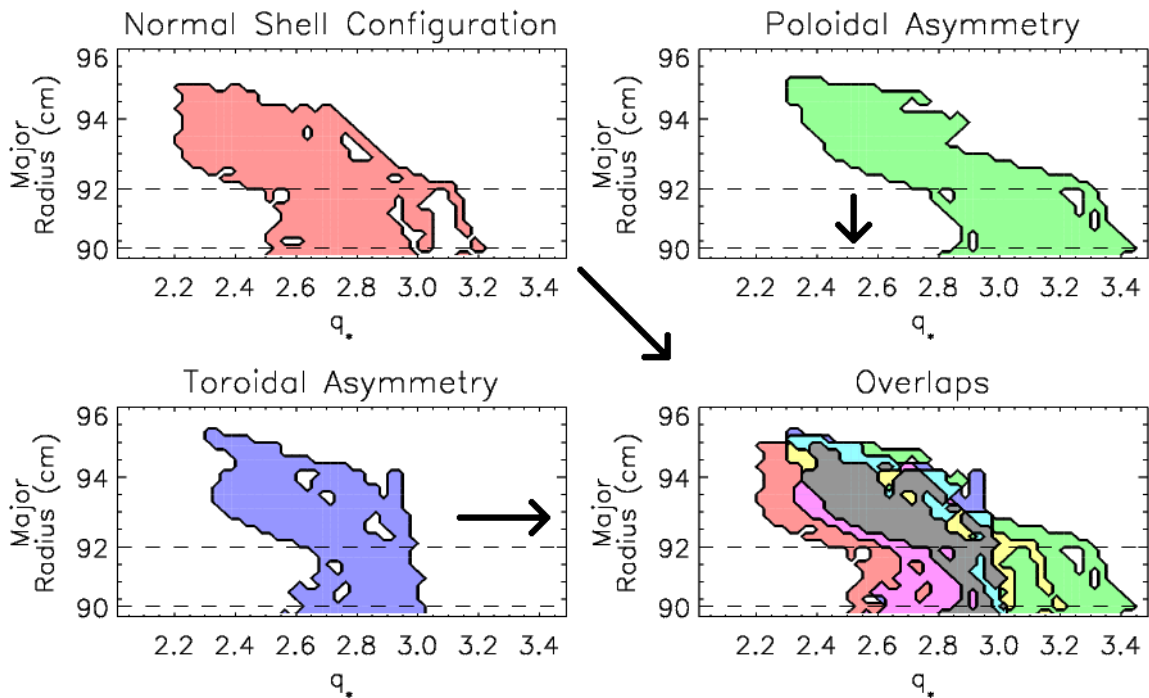 Normal Shell Configuration
96
94
92
90
Major
Radius (cm)
2.2 2.4 2.6 2.8 3.0 3.2 3.4
q*
Poloidal Asymmetry
96
94
92
90
Major
Radius (cm)
2.2 2.4 2.6 2.8 3.0 3.2 3.4
q*
Toroidal Asymmetry
96
94
92
90
Major
Radius (cm)
2.2 2.4 2.6 2.8 3.0 3.2 3.4
q*
Overlaps
96
94
92
90
Major
Radius (cm)
2.2 2.4 2.6 2.8 3.0 3.2 3.4
q*